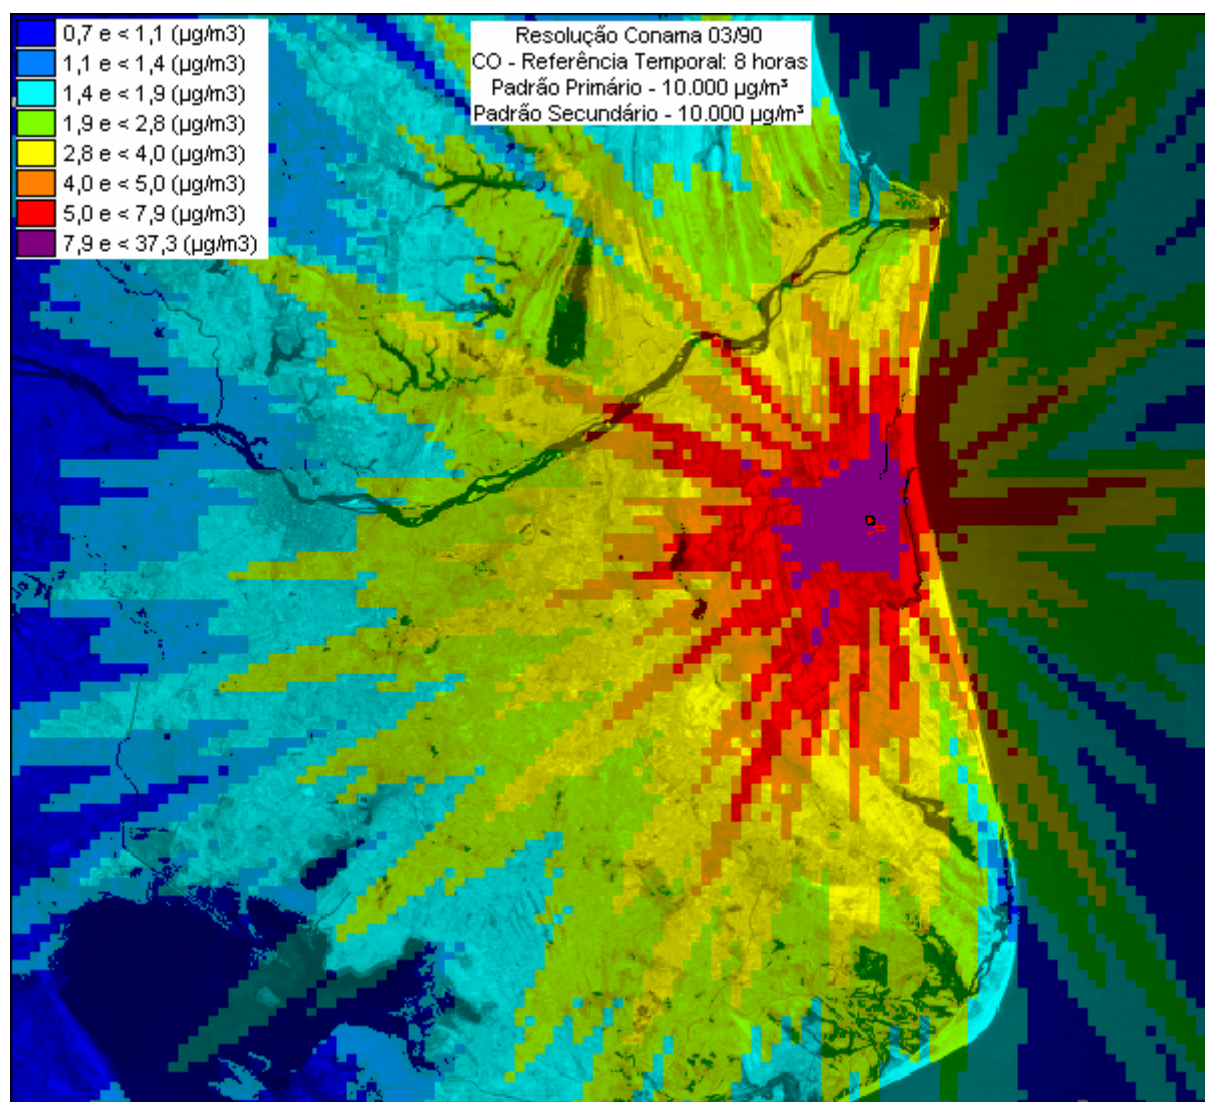 0,7 e < 1,1 (µg/m3)
1,1 e < 1,4 (µg/m3)
1,4 e < 1,9 (µg/m3)
1,9 e < 2,8 (µg/m3)
2,8 e < 4,0 (µg/m3)
4,0 e < 5,0 (µg/m3)
5,0 e < 7,9 (µg/m3)
7,9 e < 37,3 (µg/m3)
Resolução Conama 03/90
CO - Referência Temporal: 8 horas
Padrão Primário - 10.000 µg/m³
Padrão Secundário - 10.000 µg/m³